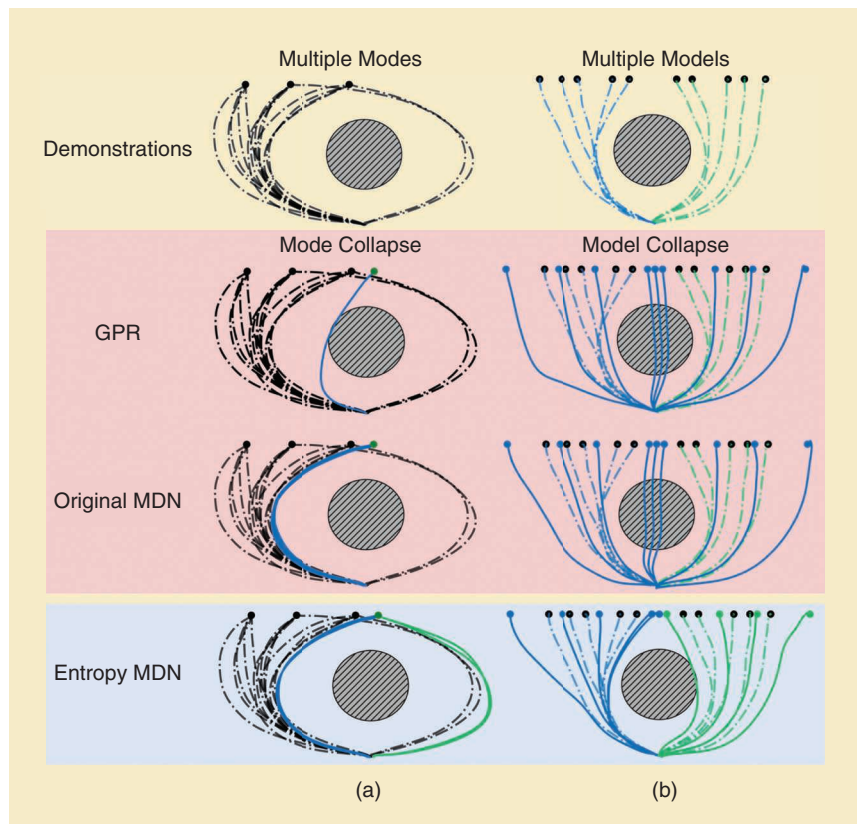 Multiple Modes
Multiple Models
Demonstrations
Mode Collapse
Model Collapse
GPR
Original MDN
Entropy MDN
(a)
(b)